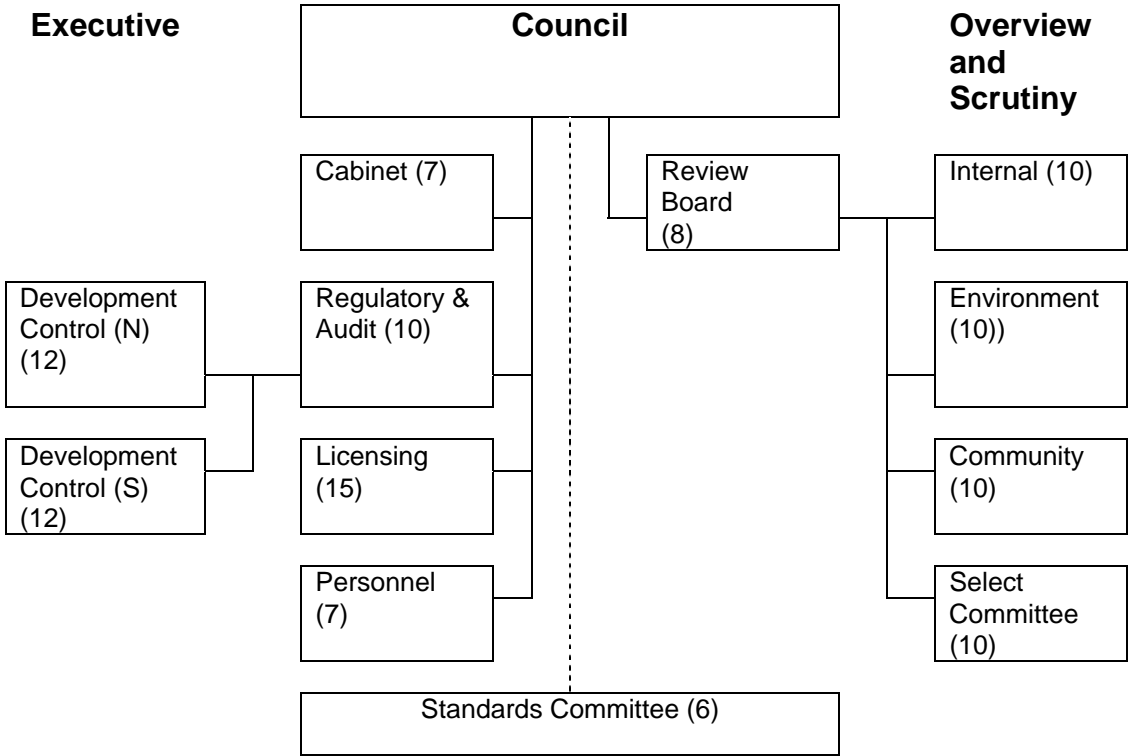 Executive
Council
Overview
and
Scrutiny
Cabinet (7)
Review
Board
(8)
Internal (10)
Development
Control (N)
(12)
Regulatory &
Audit (10)
Environment
(10))
Development
Control (S)
(12)
Licensing
(15)
Community
(10)
Personnel
(7)
Select
Committee
(10)
Standards Committee (6)